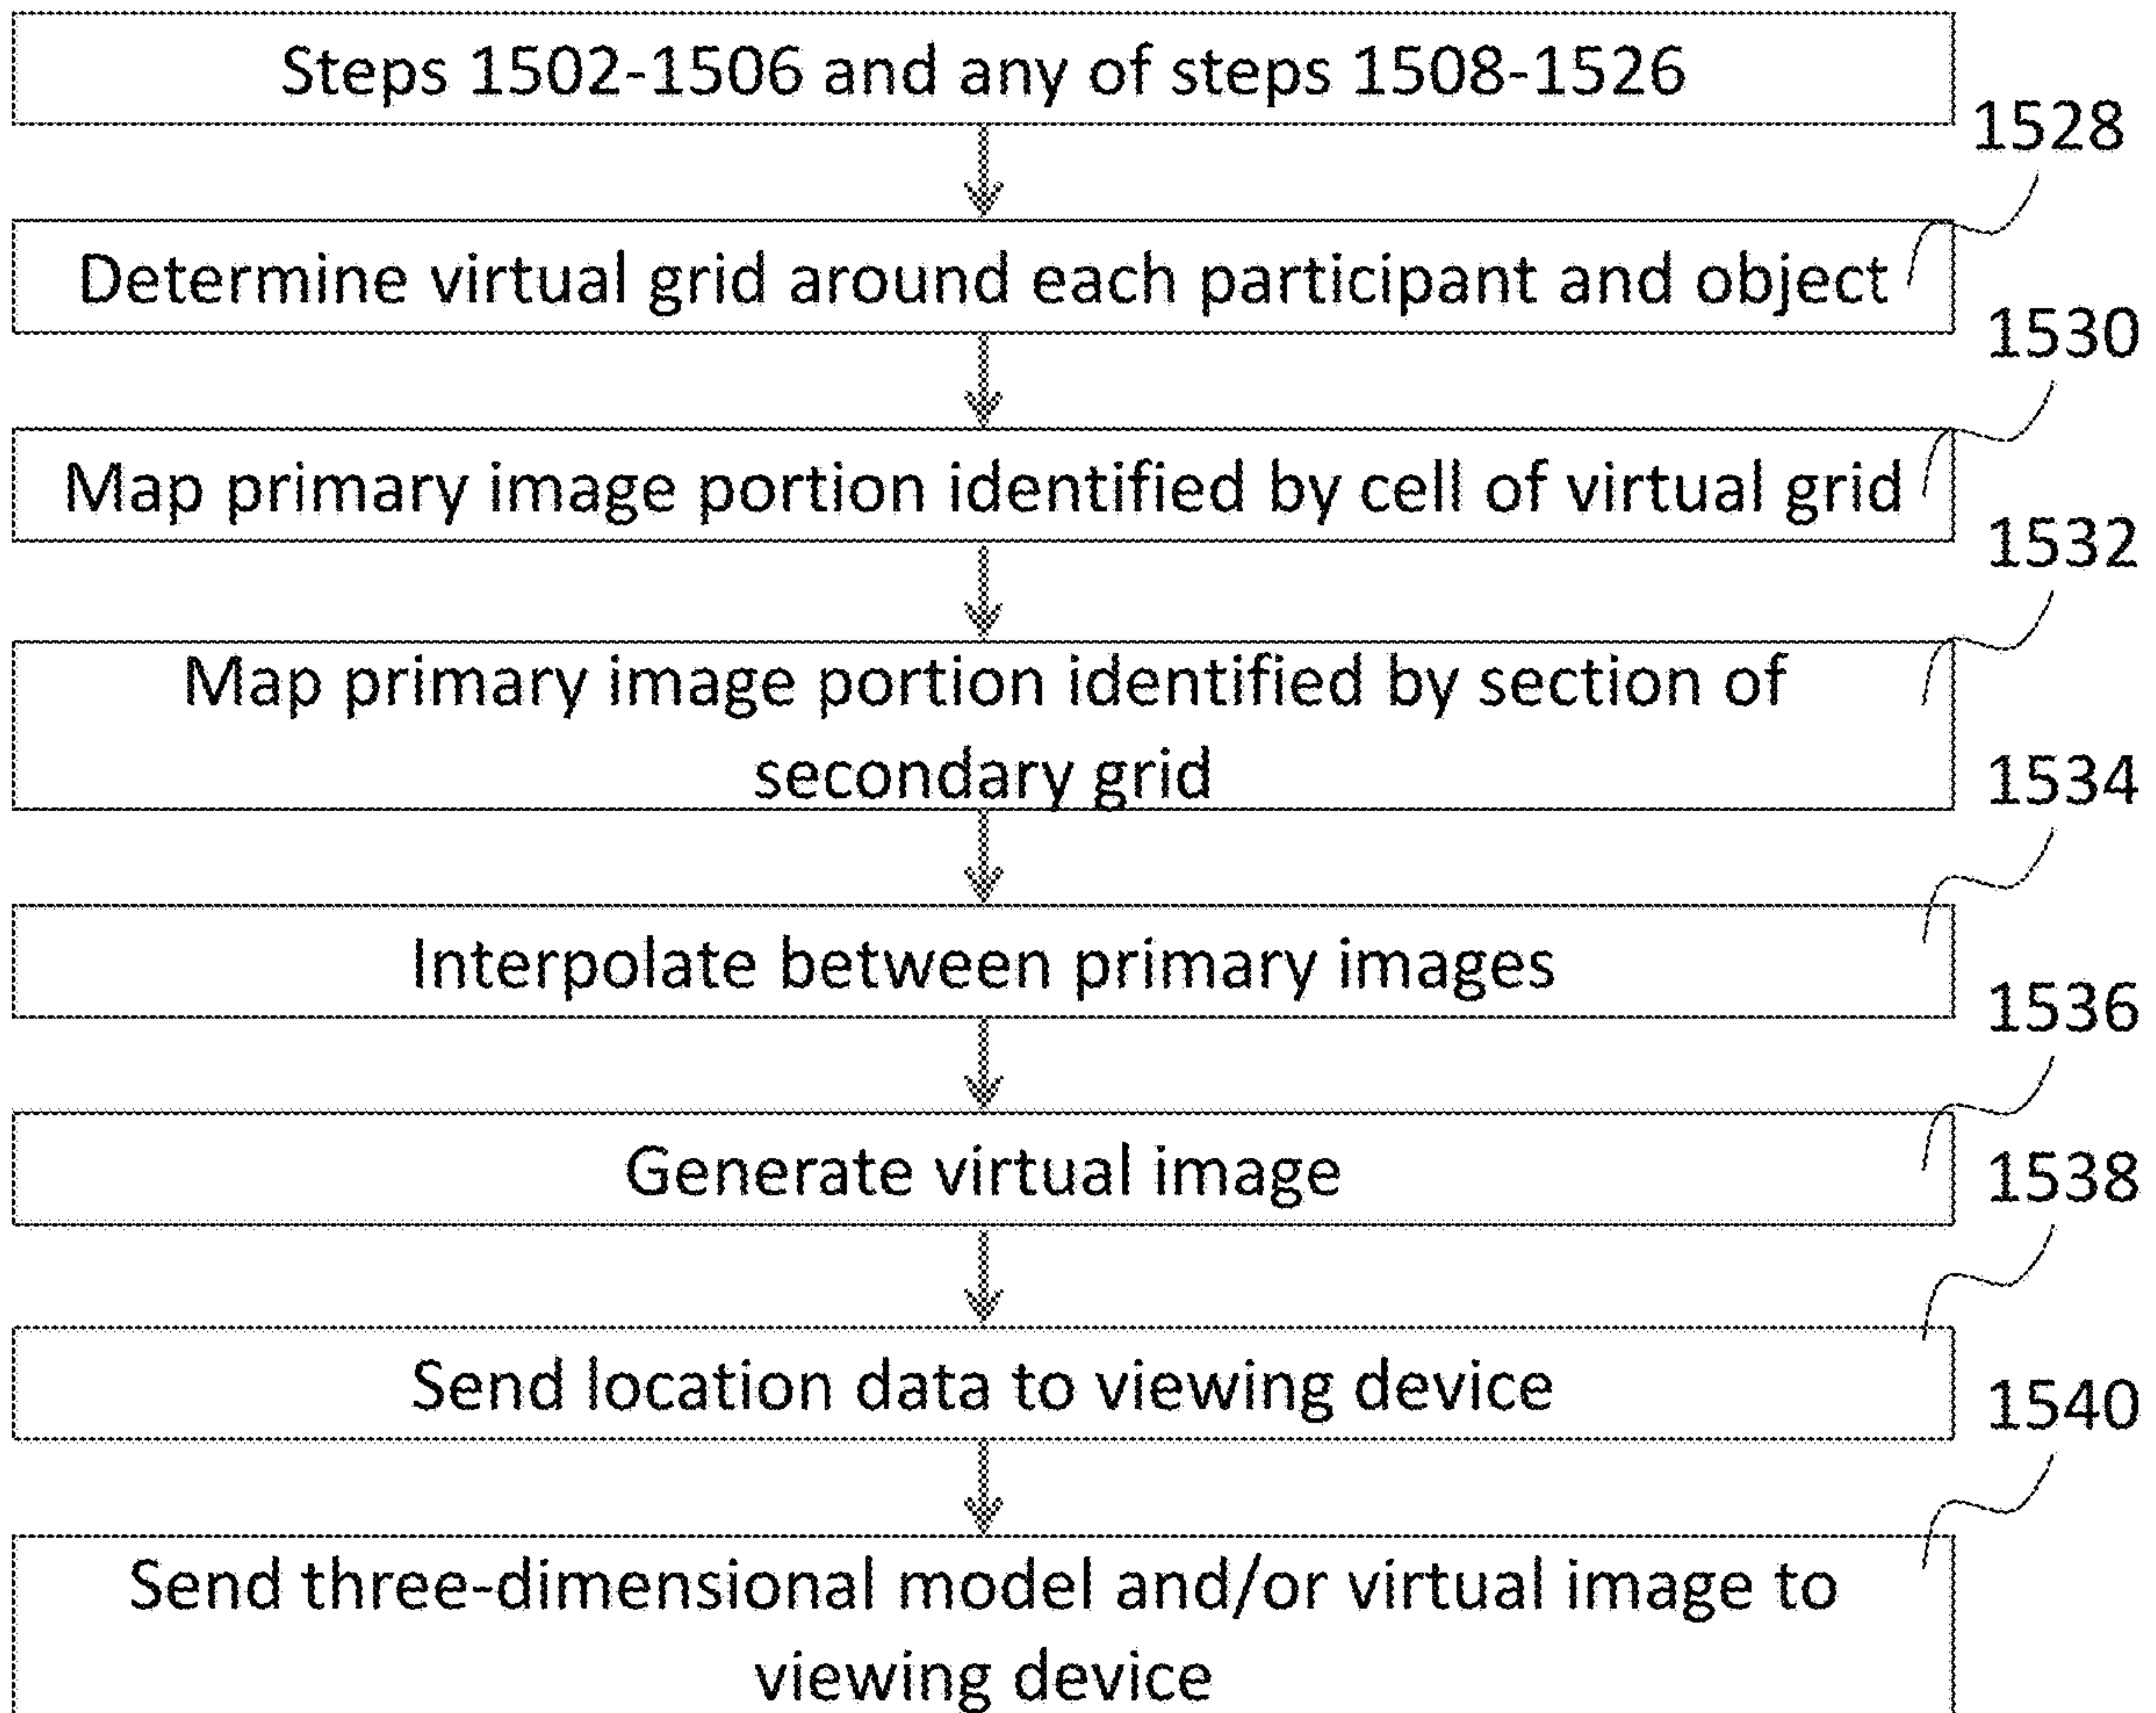 Steps 1502-1506 and any of steps 1508-1526
1528
Determine virtual grid around each participant and object
1530
Map primary image portion identified by cell of virtual grid
1532
Map primary image portion identified by section of
secondary grid
1534
Interpolate between primary images
1536
Generate virtual image
1538
Send location data to viewing device
1540
Send three-dimensional model and/or virtual image to
viewing device